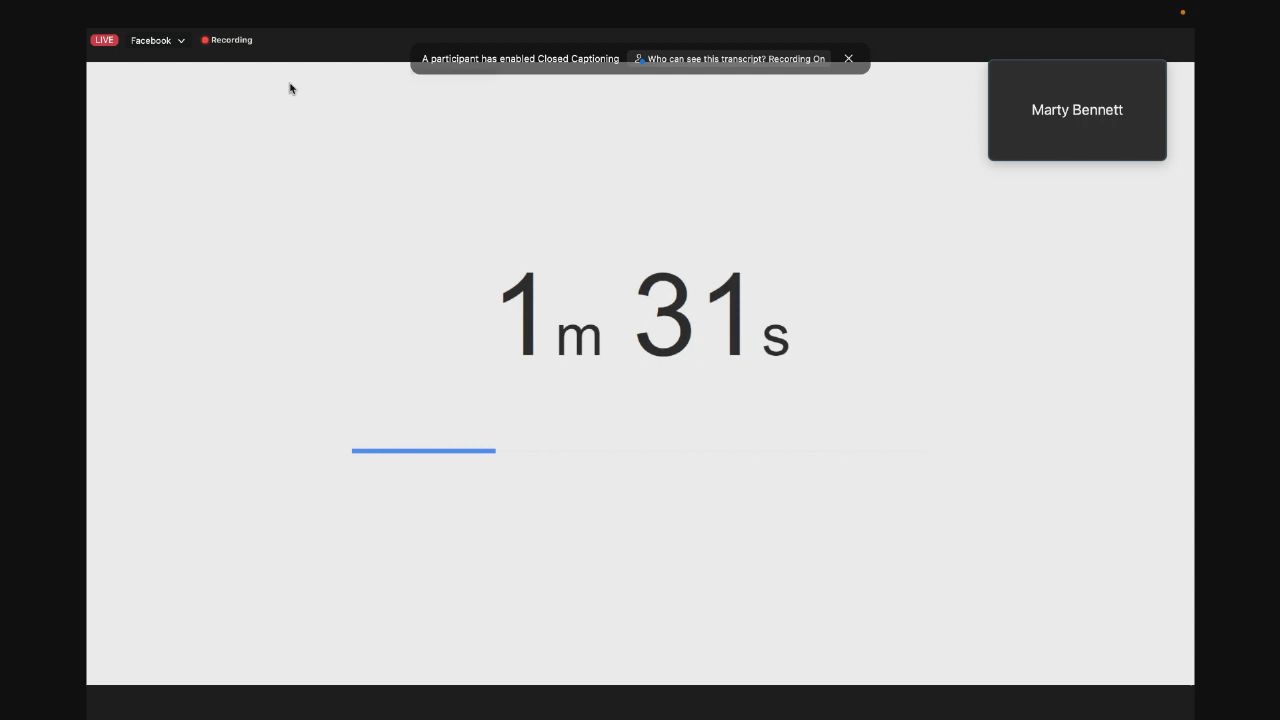 LIVE Facebook Recording
A participant has enabled Closed Captioning Who can see this transcript? Recording On
Marty Bennett
1m 31s